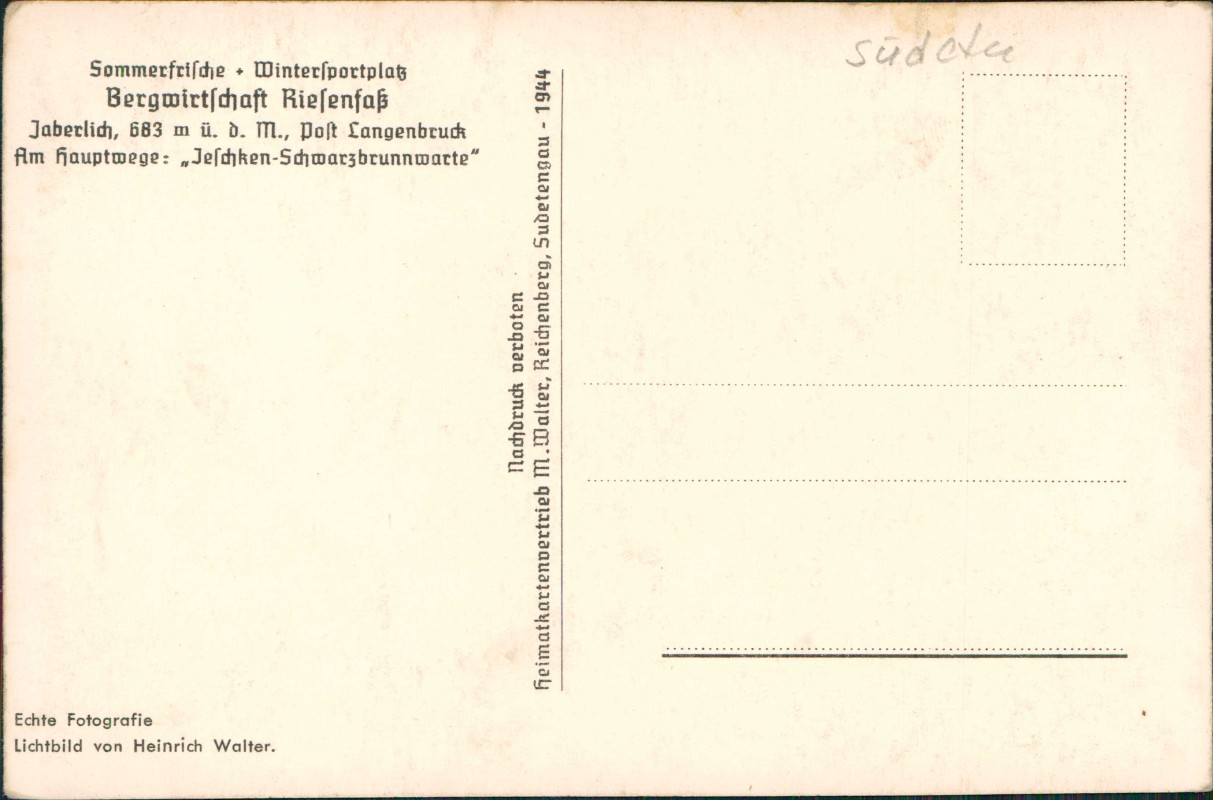 Sommerfrische + Wintersportplatz
Bergwirtschaft Riesenfaß
Jaberlich, 683 m ü. d. M., Post Langenbruck
Am Hauptwege: „Jeschken-Schwarzbrunnwarte“
Nachdruck verboten
Heimatkartenvertrieb M. Walter, Reichenberg, Sudetengau - 1944
Echte Fotografie
Lichtbild von Heinrich Walter.